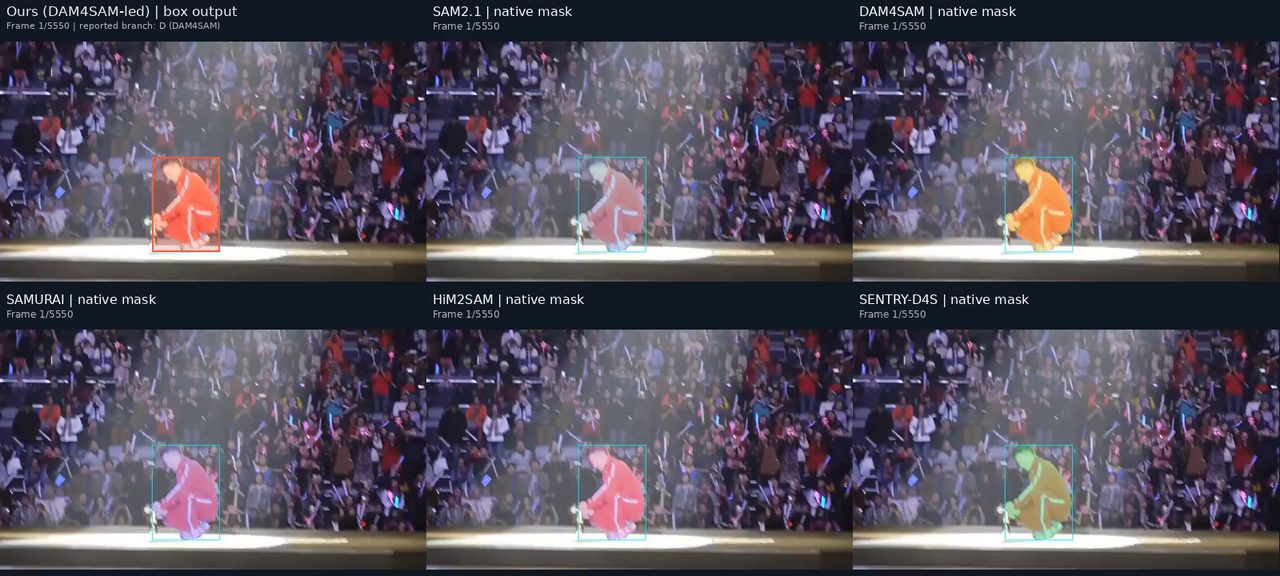 Ours (DAM4SAM-led) | box output
Frame 1/5550 | reported branch: D (DAM4SAM)
SAM2.1 | native mask
Frame 1/5550
DAM4SAM | native mask
Frame 1/5550
SAMURAI | native mask
Frame 1/5550
HiM2SAM | native mask
Frame 1/5550
SENTRY-D4S | native mask
Frame 1/5550